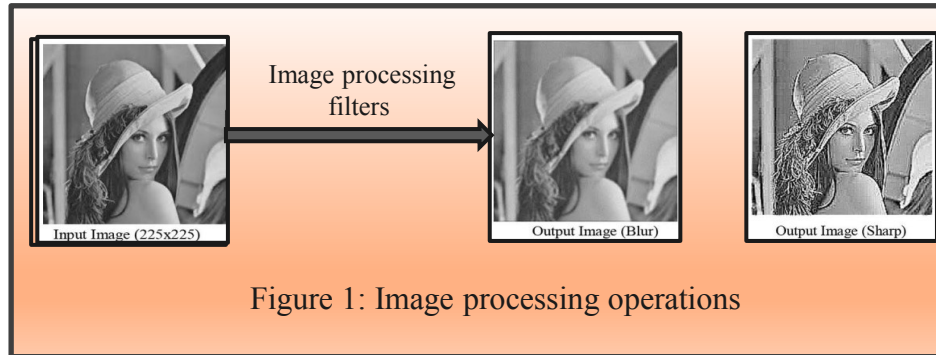 Image processing
filters
Input Image (225x225)
Output Image (Blur)
Output Image (Sharp)
Figure 1: Image processing operations